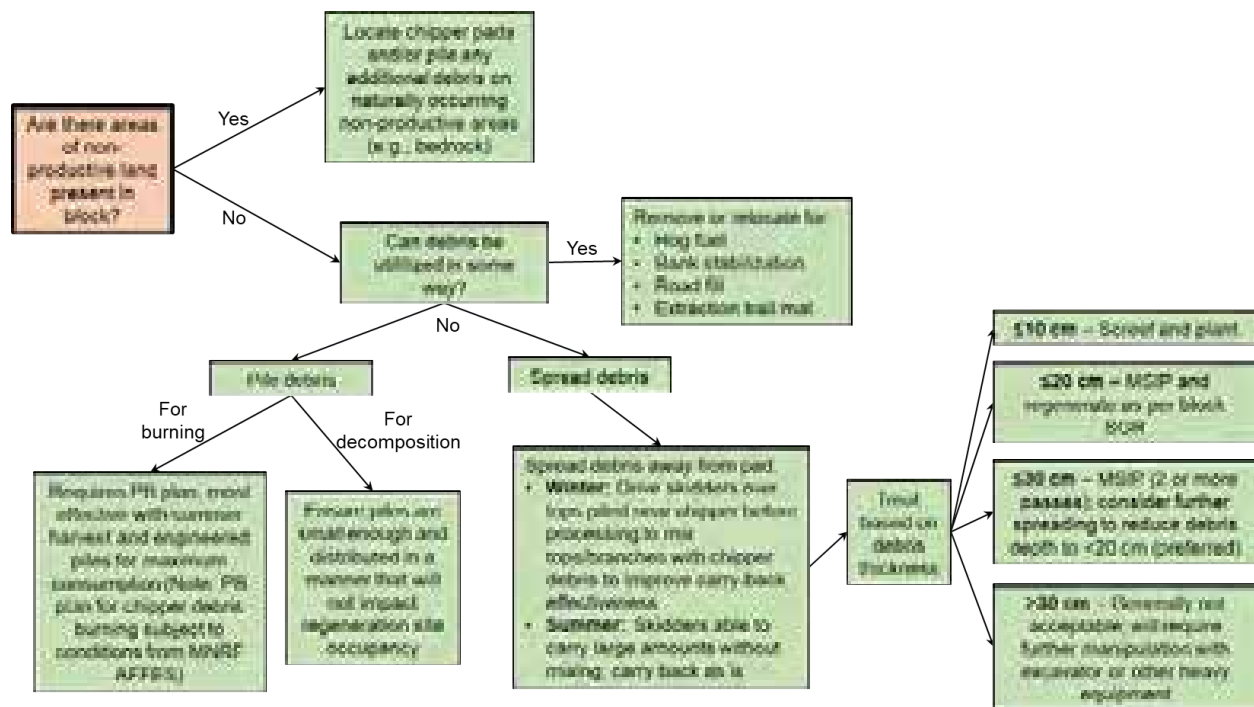 Locate chipper pads
and/or pile any
additional debris on
naturally occurring
non-productive areas
(e.g., bedrock)
Are there areas
of non-
productive land
present in
block?
Yes
No
Can debris be
utilized in some
way?
Yes
Remove or relocate for
• Hog fuel
• Bank stabilization
• Road fill
• Extraction trail mat
No
Pile debris
Spread debris
For
burning
For
decomposition
Requires PB plan, most
effective with summer
harvest and engineered
piles for maximum
consumption (Note: PB
plan for chipper debris
burning subject to
conditions from MNRF
AFFES)
Ensure piles are
small enough and
distributed in a
manner that will
not impact
regeneration site
occupancy
Spread debris away from pad
• Winter: Drive skidders over
tops piled near chipper before
processing to mix
tops/branches with chipper
debris to improve carry back
effectiveness
• Summer: Skidders able to
carry large amounts without
mixing, carry back as is
Treat
based on
debris
thickness
≤10 cm – Screef and plant
≤20 cm – MSIP and
regenerate as per block
≤30 cm – MSIP (2 or more
passes); consider further
spreading to reduce debris
depth to <20 cm (preferred)
>30 cm – Generally not
acceptable; will require
further manipulation with
excavator or other heavy
equipment